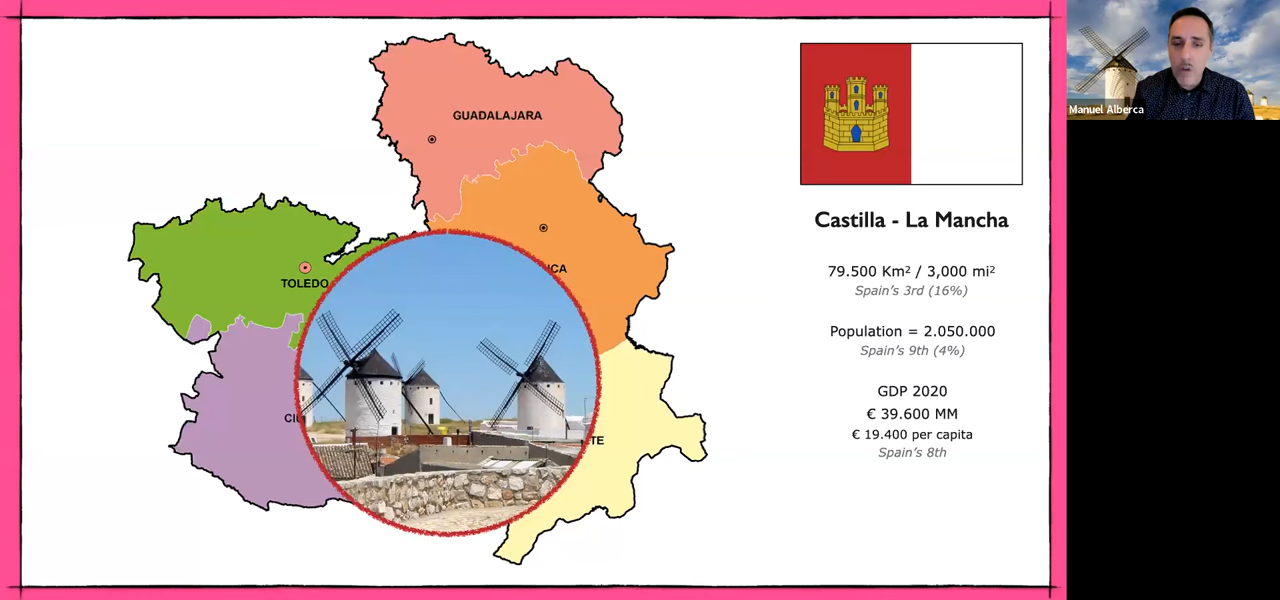 GUADALAJARA
TOLEDO
Castilla - La Mancha
79.500 Km² / 3,000 mi²
Spain's 3rd (16%)
Population = 2.050.000
Spain's 9th (4%)
GDP 2020
€ 39.600 MM
€ 19.400 per capita
Spain's 8th
Manuel Alberca